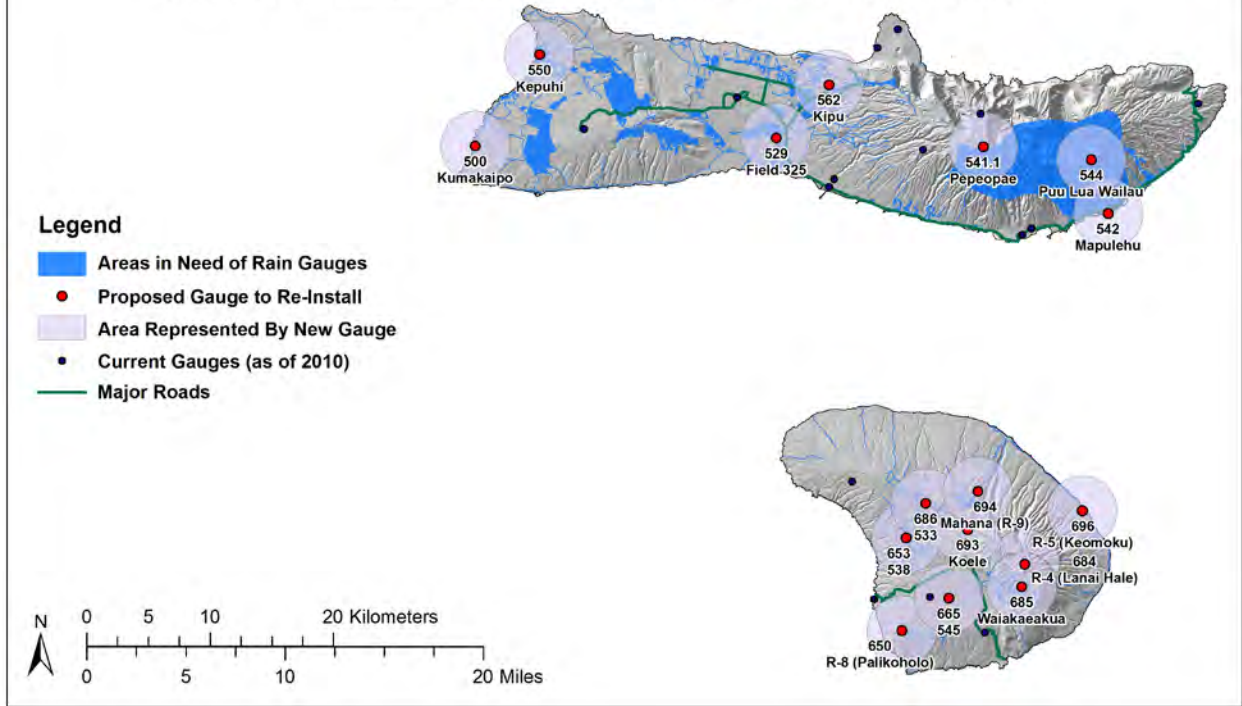 550
Kepuhi
562
Kipu
500
Kumakaipo
529
Field 325
541.1
Pepeopae
544
Puu Lua Wailau
542
Mapulehu
Legend
Areas in Need of Rain Gauges
Proposed Gauge to Re-Install
Area Represented By New Gauge
Current Gauges (as of 2010)
Major Roads
694
Mahana (R-9)
686
533
696
R-5 (Keomoku)
653
538
693
Koele
684
R-4 (Lanai Hale)
685
Waiakaeakua
665
545
650
R-8 (Palikoholo)
N
0 5 10 20 Kilometers
0 5 10 20 Miles